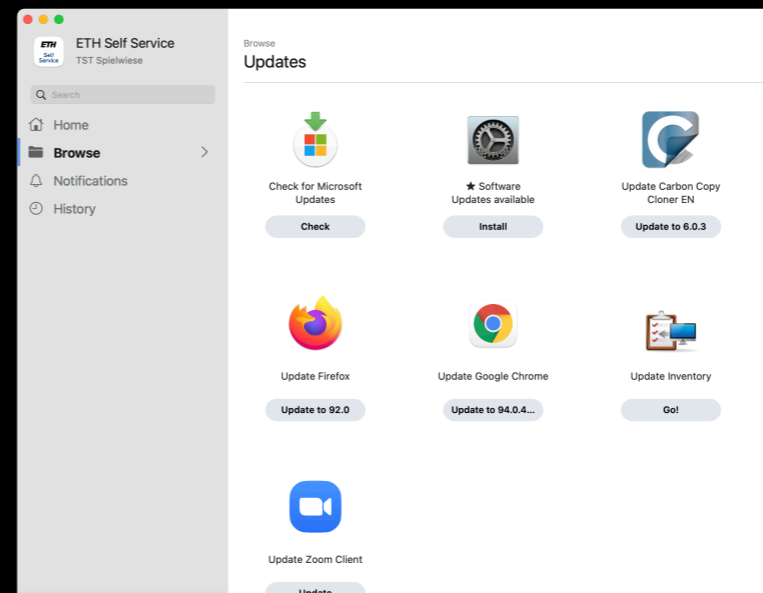 ETH
Self
Service
ETH Self Service
TST Spielwiese
Search
Home
Browse
Notifications
History
Browse
Updates
Check for Microsoft
Updates
Check
★ Software
Updates available
Install
Update Carbon Copy
Cloner EN
Update to 6.0.3
Update Firefox
Update to 92.0
Update Google Chrome
Update to 94.0.4...
Update Inventory
Go!
Update Zoom Client
Update